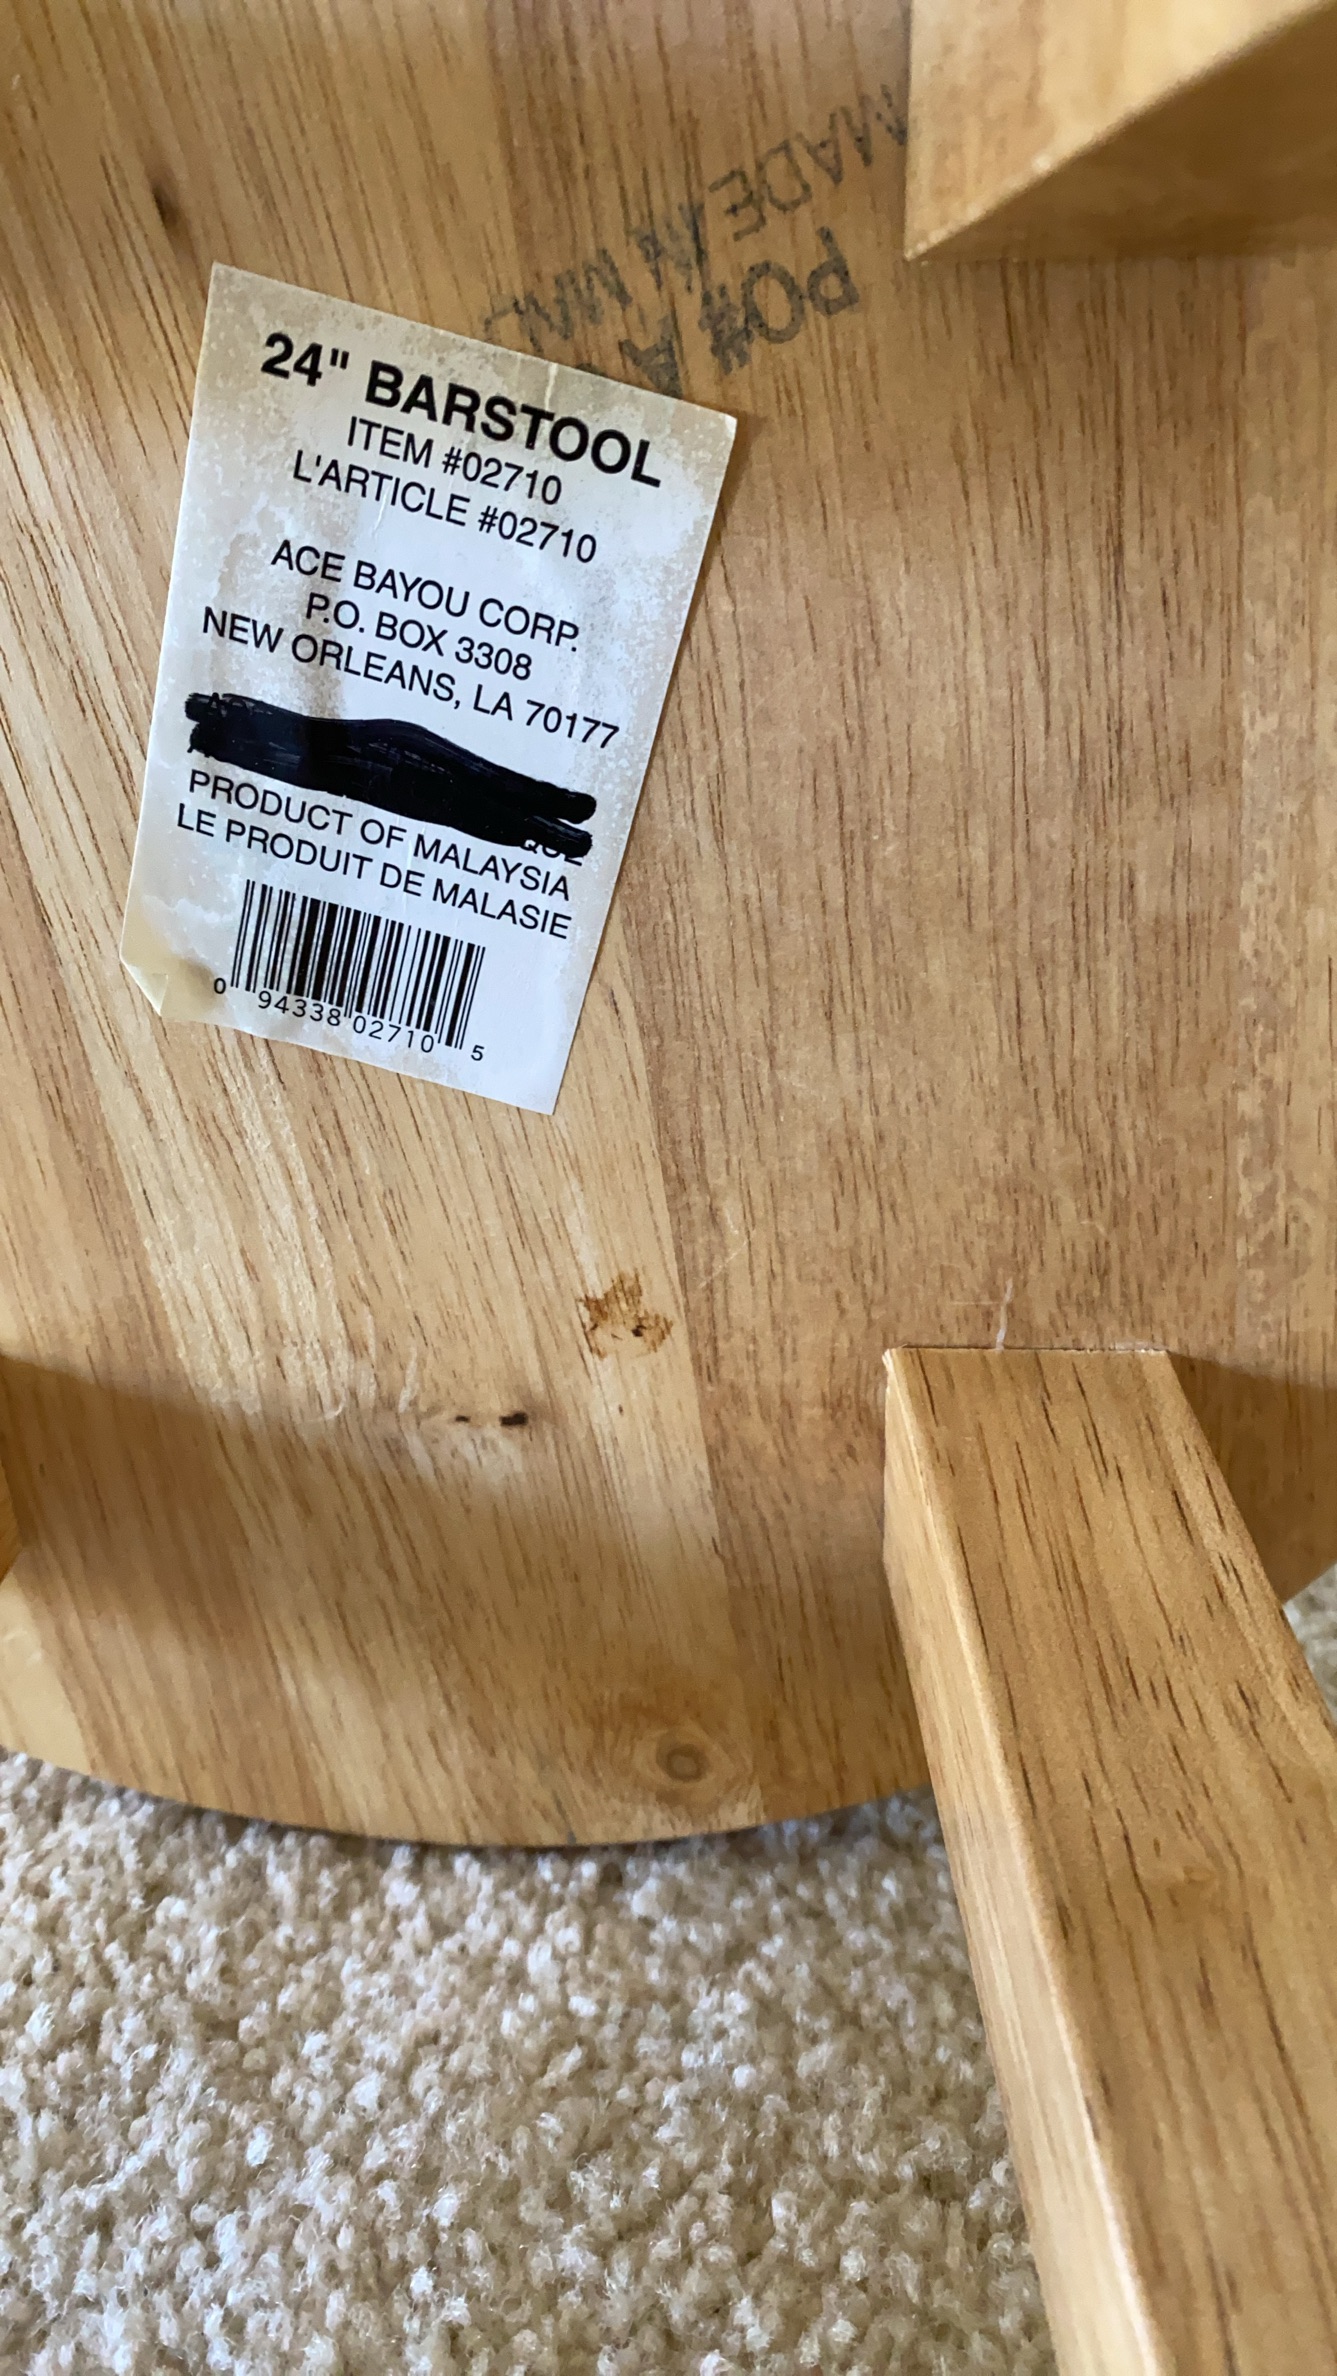 24" BARSTOOL
ITEM #02710
L'ARTICLE #02710
ACE BAYOU CORP.
P.O. BOX 3308
NEW ORLEANS, LA 70177
PRODUCT OF MALAYSIA
LE PRODUIT DE MALASIE
0 94338 02710 5
PO# A
MADE IN MAL